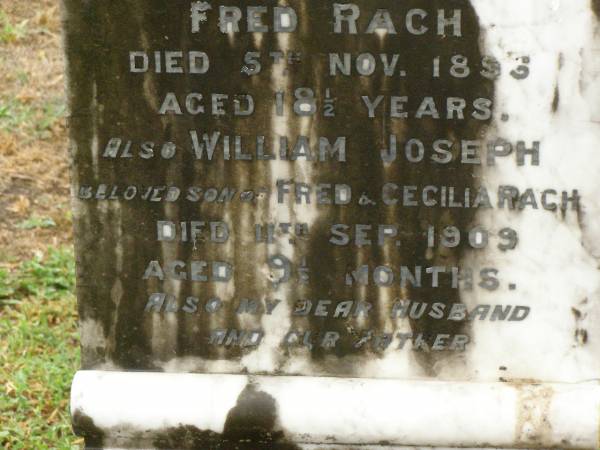 FRED RACH
DIED 5TH NOV. 1896
AGED 18½ YEARS.
ALSO WILLIAM JOSEPH
BELOVED SON OF FRED & CECILIA RACH
DIED 11TH SEP. 1909
AGED 9½ MONTHS.
ALSO MY DEAR HUSBAND
AND OUR FATHER